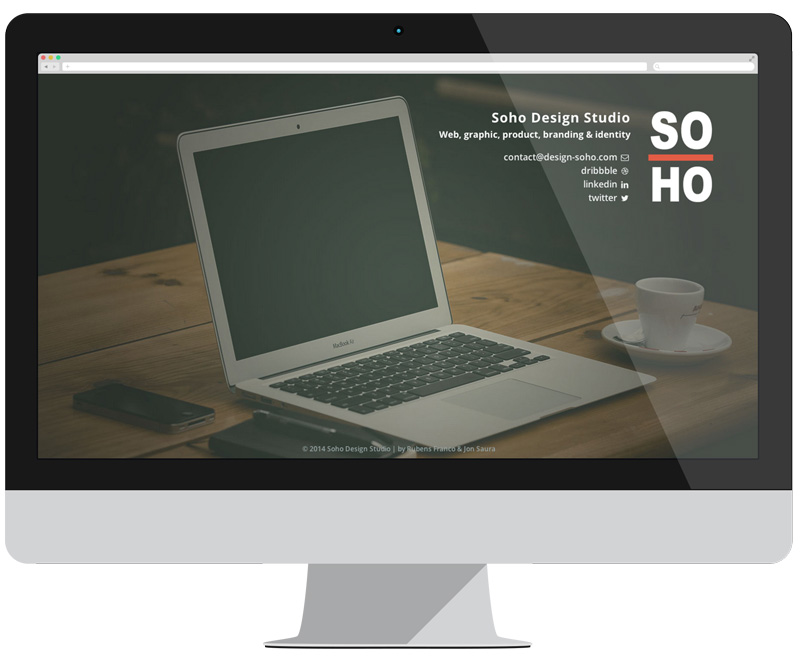 Soho Design Studio
Web, graphic, product, branding & identity
contact@design-soho.com
dribbble
linkedin
twitter
SO
HO
MacBook Air
© 2014 Soho Design Studio | by Rubens Franco & Jon Saura